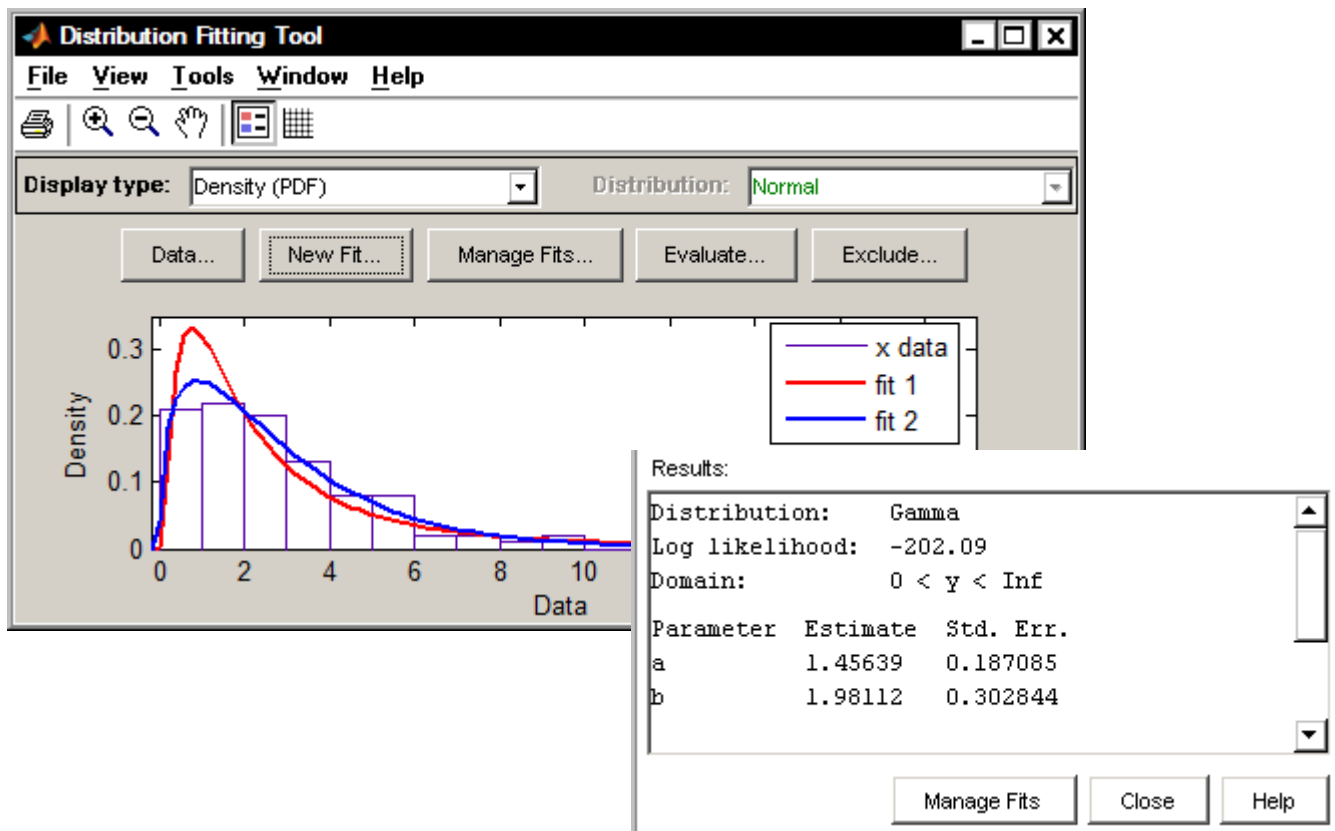 Distribution Fitting Tool
File View Tools Window Help
Display type: Density (PDF) Distribution: Normal
Data... New Fit... Manage Fits... Evaluate... Exclude...
0.3
0.2
0.1
0
Density
x data
fit 1
fit 2
0 2 4 6 8 10
Data
Results:
Distribution: Gamma
Log likelihood: -202.09
Domain: 0 < y < Inf
Parameter Estimate Std. Err.
a 1.45639 0.187085
b 1.98112 0.302844
Manage Fits Close Help